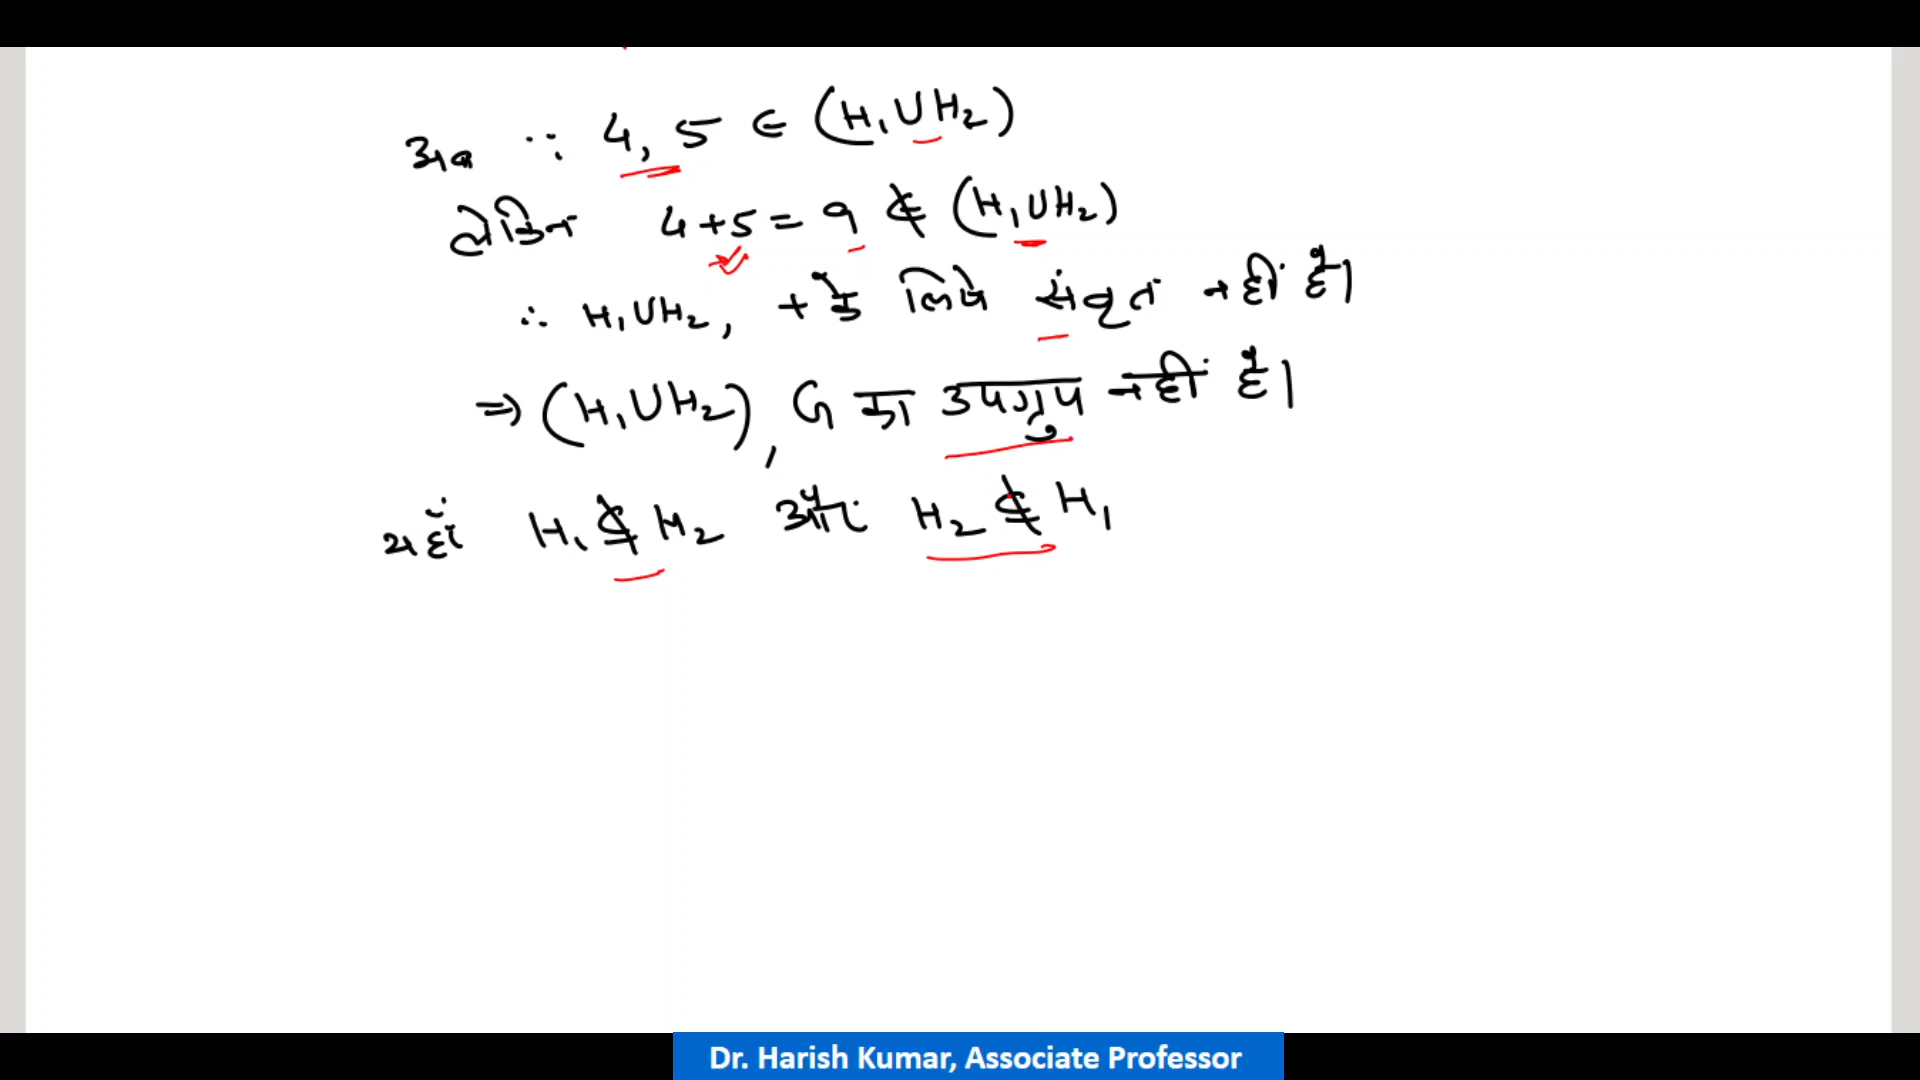 अब ∵ 4, 5 ∈ (H₁∪H₂)
लेकिन 4+5 = 9 ∉ (H₁∪H₂)
∴ H₁∪H₂, + के लिये संवृत नहीं है।
⇒ (H₁∪H₂), G का उपग्रुप नहीं है।
यहाँ H₁ ⊄ H₂ और H₂ ⊄ H₁
Dr. Harish Kumar, Associate Professor